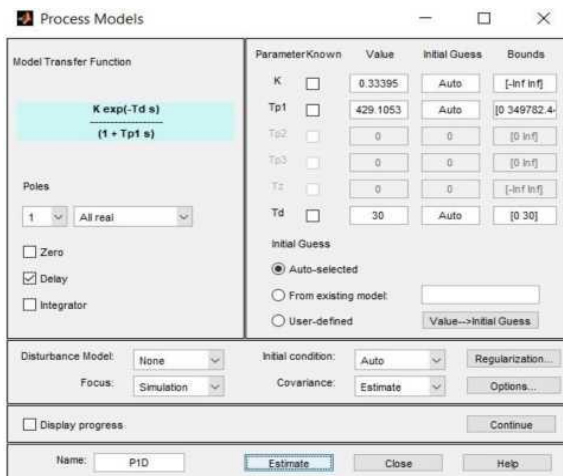 Process Models
Model Transfer Function
K exp(-Td s)
------------------
(1 + Tp1 s)
Poles
1 All real
Zero
Delay
Integrator
Parameter Known Value Initial Guess Bounds
K 0.33395 Auto [-Inf Inf]
Tp1 429.1053 Auto [0 349782.4
Tp2 0 0 [0 Inf]
Tp3 0 0 [0 Inf]
Tz 0 0 [-Inf Inf]
Td 30 Auto [0 30]
Initial Guess
Auto-selected
From existing model:
User-defined Value-->Initial Guess
Disturbance Model: None Initial condition: Auto Regularization...
Focus: Simulation Covariance: Estimate Options...
Display progress Continue
Name: P1D Estimate Close Help